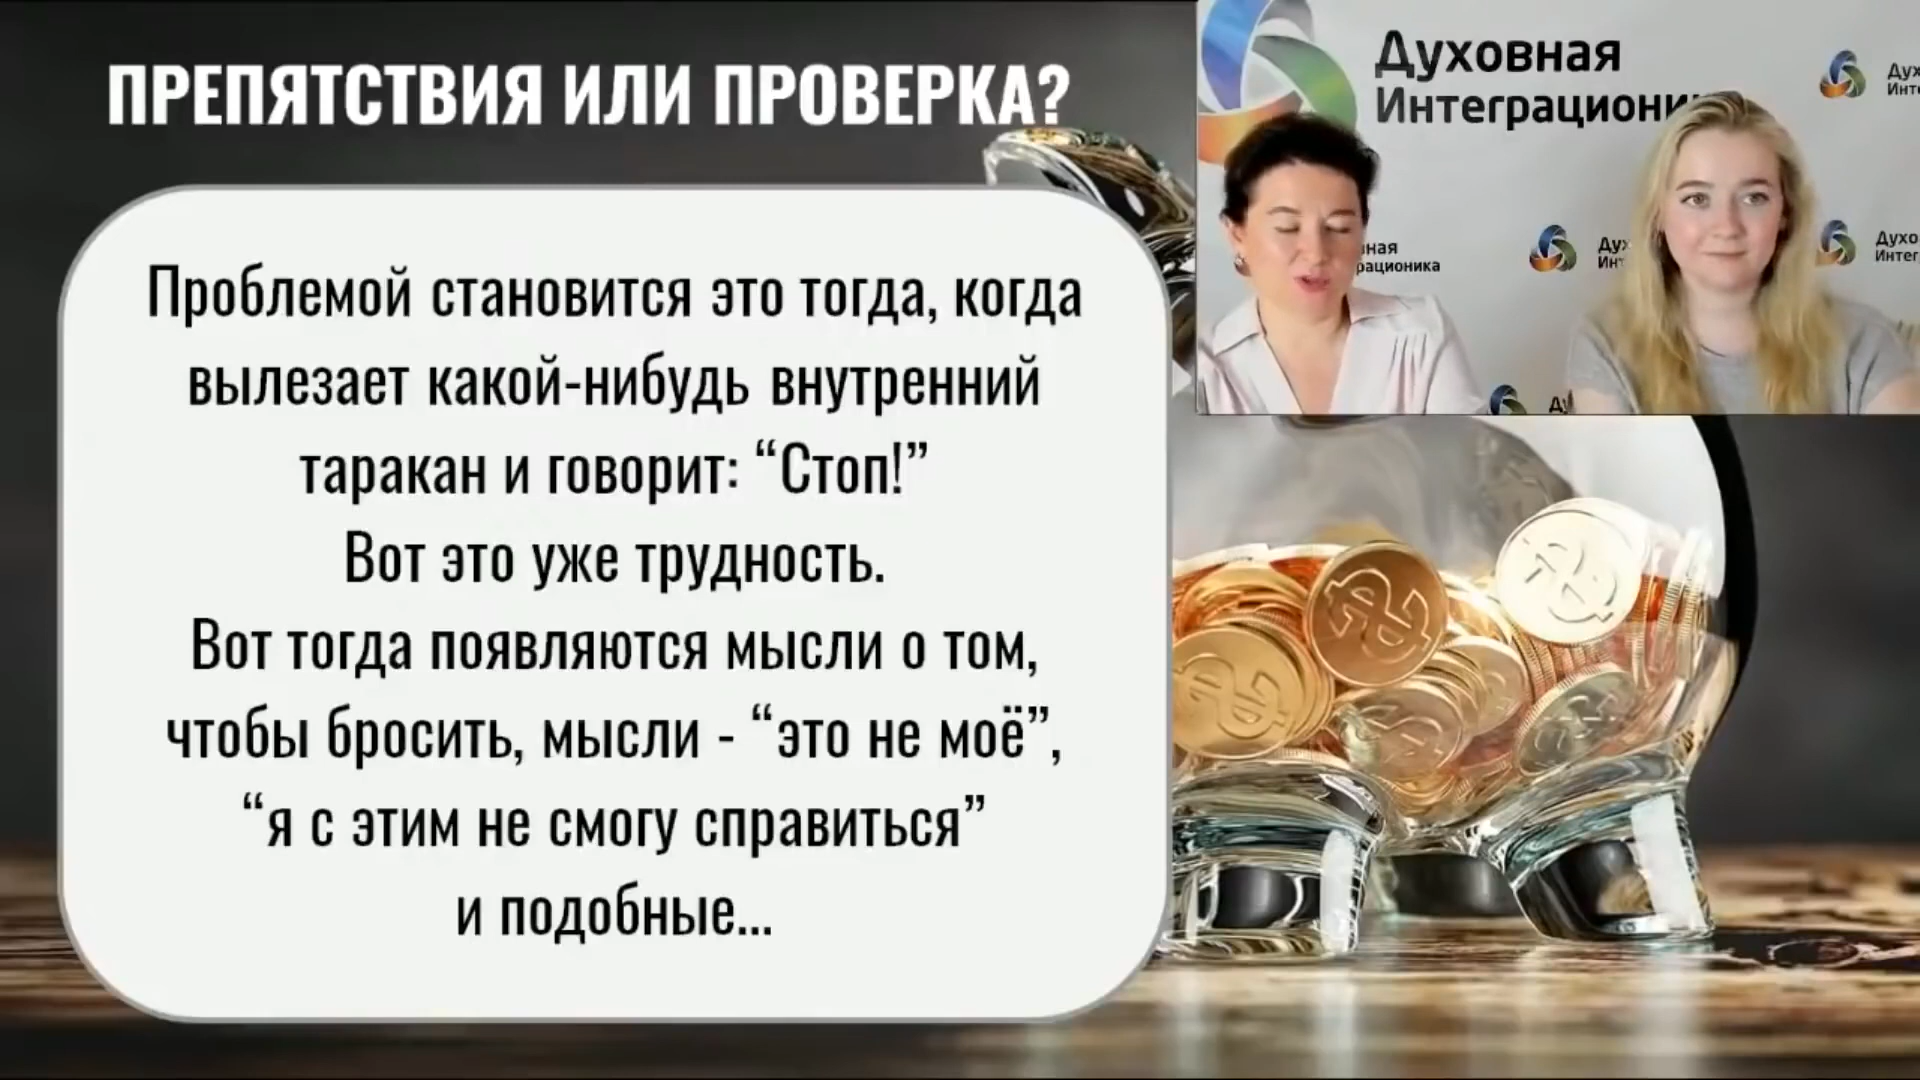 ПРЕПЯТСТВИЯ ИЛИ ПРОВЕРКА?
Проблемой становится это тогда, когда
вылезает какой-нибудь внутренний
таракан и говорит: “Стоп!”
Вот это уже трудность.
Вот тогда появляются мысли о том,
чтобы бросить, мысли - “это не моё”,
“я с этим не смогу справиться”
и подобные...
Духовная
Интеграциони